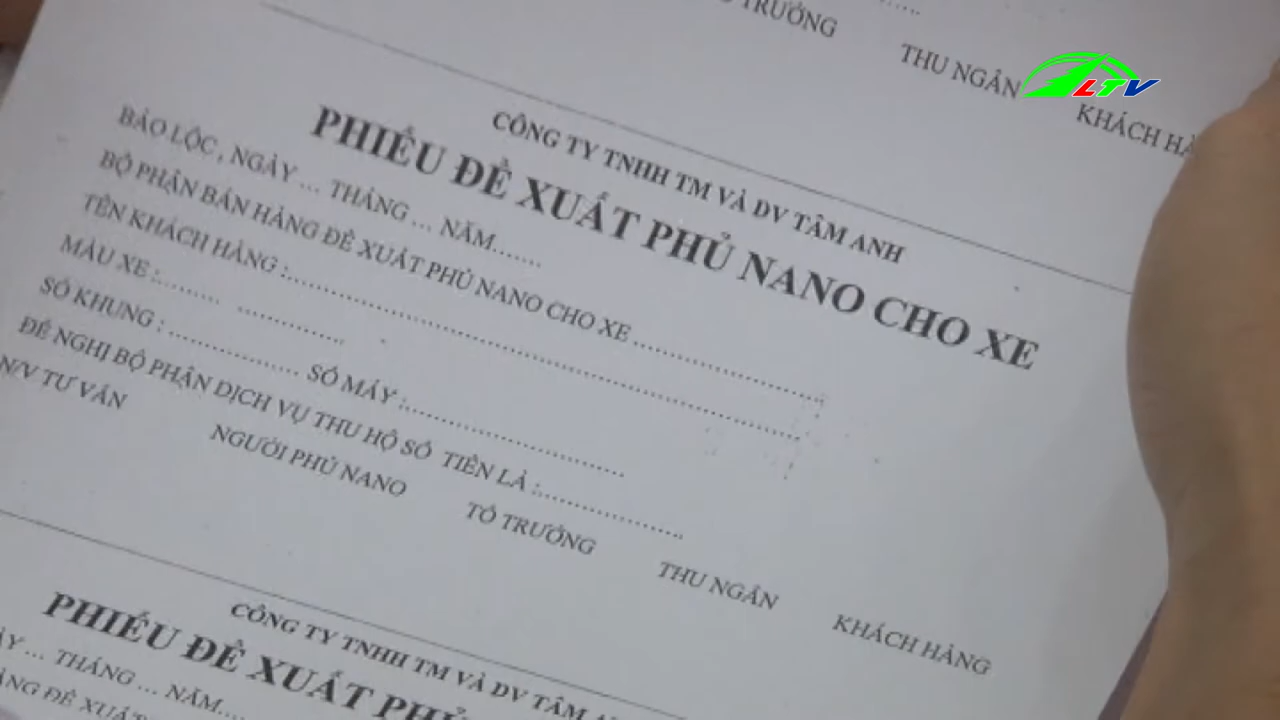 TRƯỞNG
THU NGÂN
KHÁCH
LTV
CÔNG TY TNHH TM VÀ DV TÂM ANH
PHIẾU ĐỀ XUẤT PHỦ NANO CHO XE
BẢO LỘC , NGÀY ... THÁNG ... NĂM.......
BỘ PHẬN BÁN HÀNG ĐỀ XUẤT PHỦ NANO CHO XE ..............................
TÊN KHÁCH HÀNG :..............................
MÀU XE :......... ................
SỐ KHUNG : .................... SỐ MÁY :..............................
ĐỀ NGHỊ BỘ PHẬN DỊCH VỤ THU HỘ SỐ TIỀN LÀ :....................
N/V TƯ VẤN NGƯỜI PHỦ NANO TỔ TRƯỞNG THU NGÂN KHÁCH HÀNG
CÔNG TY TNHH TM VÀ DV TÂM
PHIẾU ĐỀ XUẤT
... THÁNG ... NĂM....
ĐỀ XUẤT